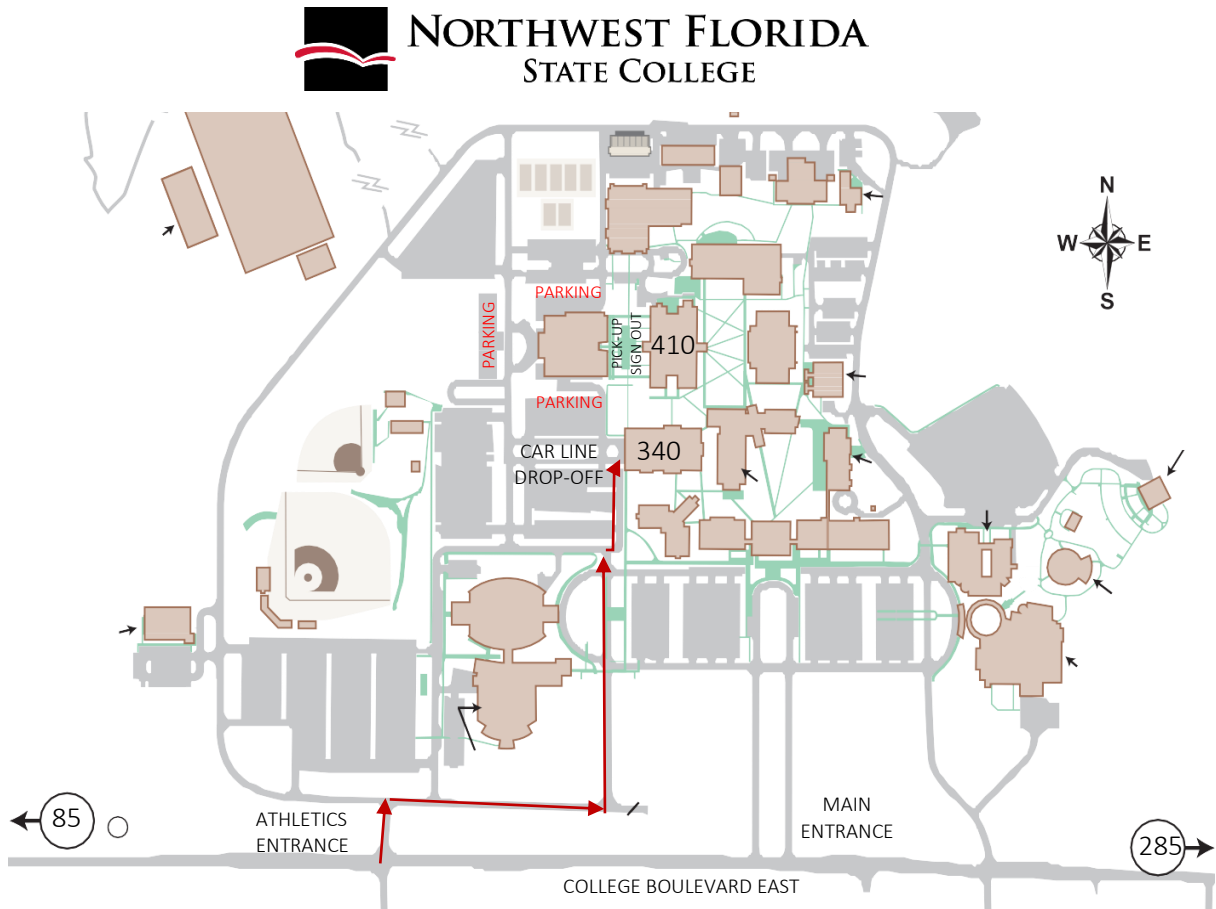 NORTHWEST FLORIDA
STATE COLLEGE
N
W
E
S
PARKING
PARKING
PICK-UP
SIGN OUT
410
PARKING
CAR LINE
DROP-OFF
340
85
ATHLETICS
ENTRANCE
MAIN
ENTRANCE
285
COLLEGE BOULEVARD EAST